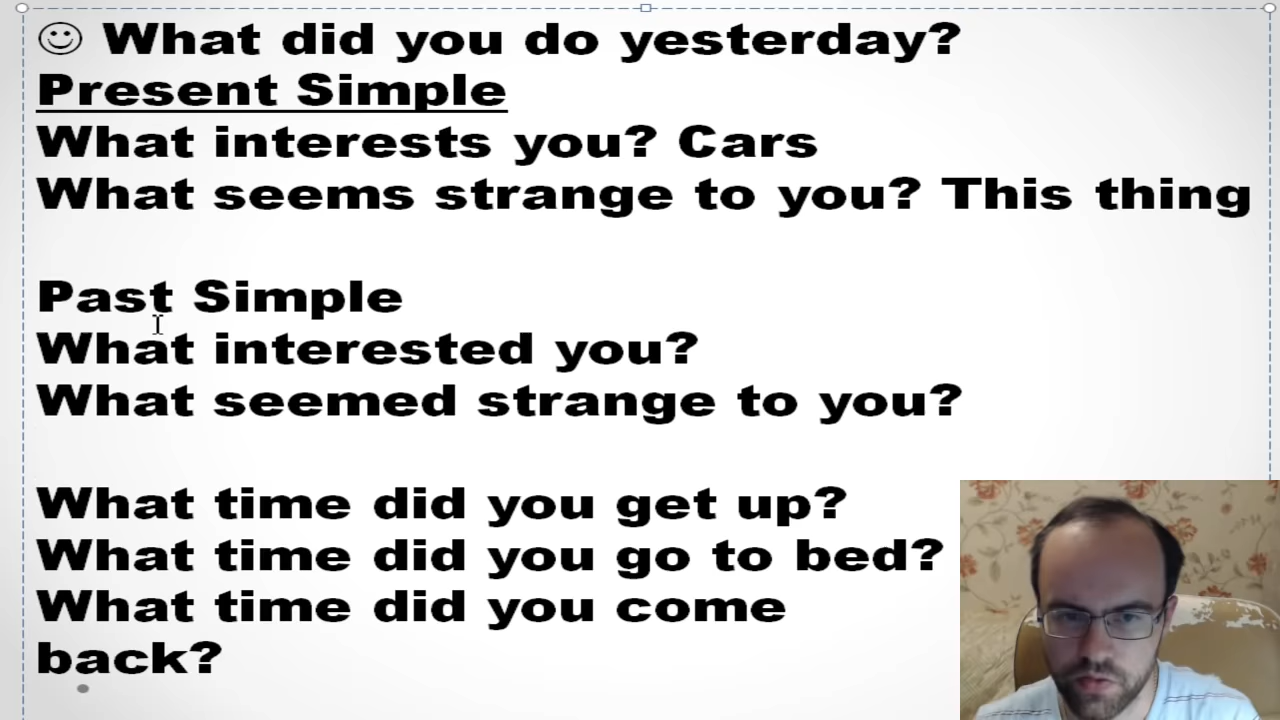 ☺ What did you do yesterday?
Present Simple
What interests you? Cars
What seems strange to you? This thing
Past Simple
What interested you?
What seemed strange to you?
What time did you get up?
What time did you go to bed?
What time did you come
back?